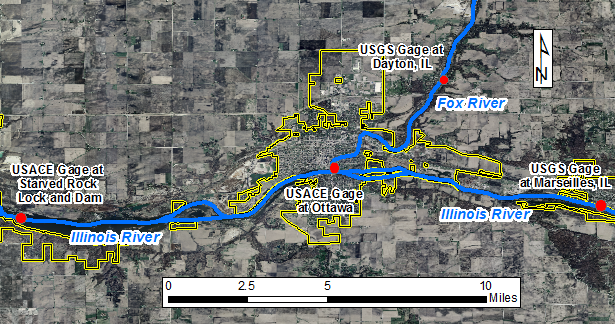 USGS Gage at
Dayton, IL
N
Fox River
USACE Gage at
Starved Rock
Lock and Dam
USGS Gage
at Marseilles, IL
USACE Gage
at Ottawa
Illinois River
Illinois River
0 2.5 5 10
Miles